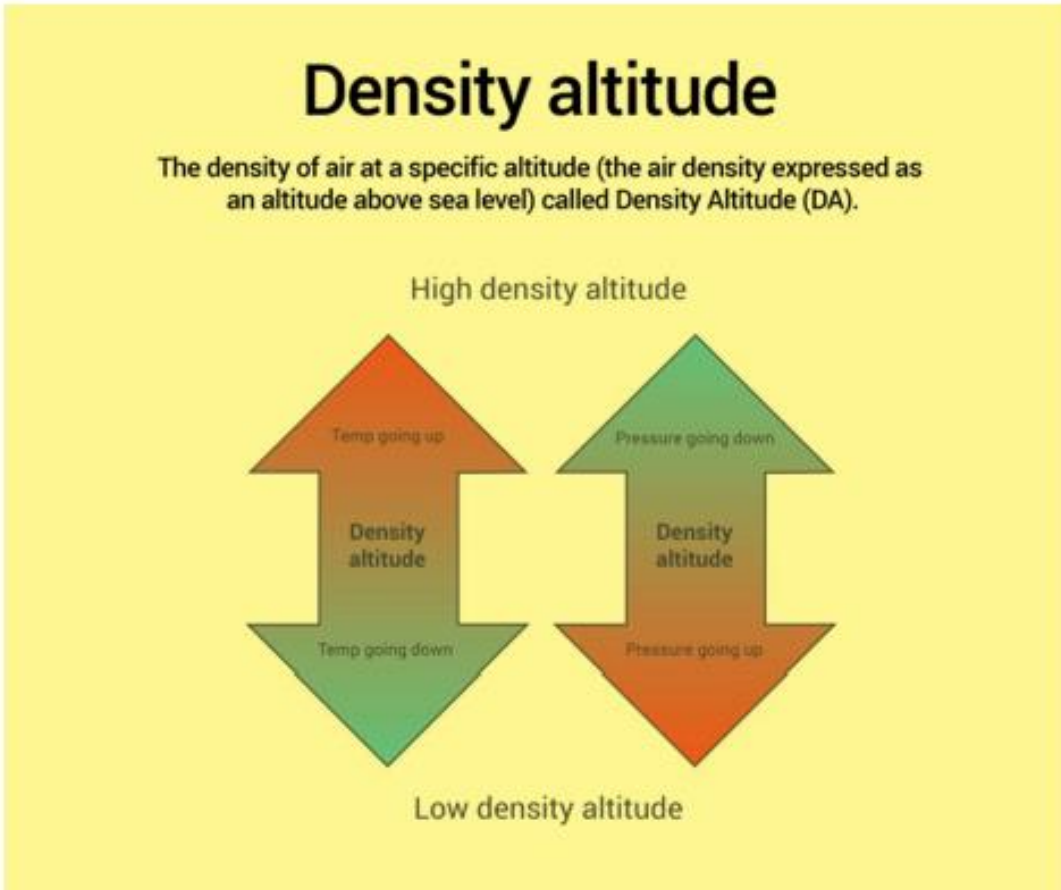 Density altitude
The density of air at a specific altitude (the air density expressed as
an altitude above sea level) called Density Altitude (DA).
High density altitude
Temp going up
Pressure going down
Density
altitude
Density
altitude
Temp going down
Pressure going up
Low density altitude